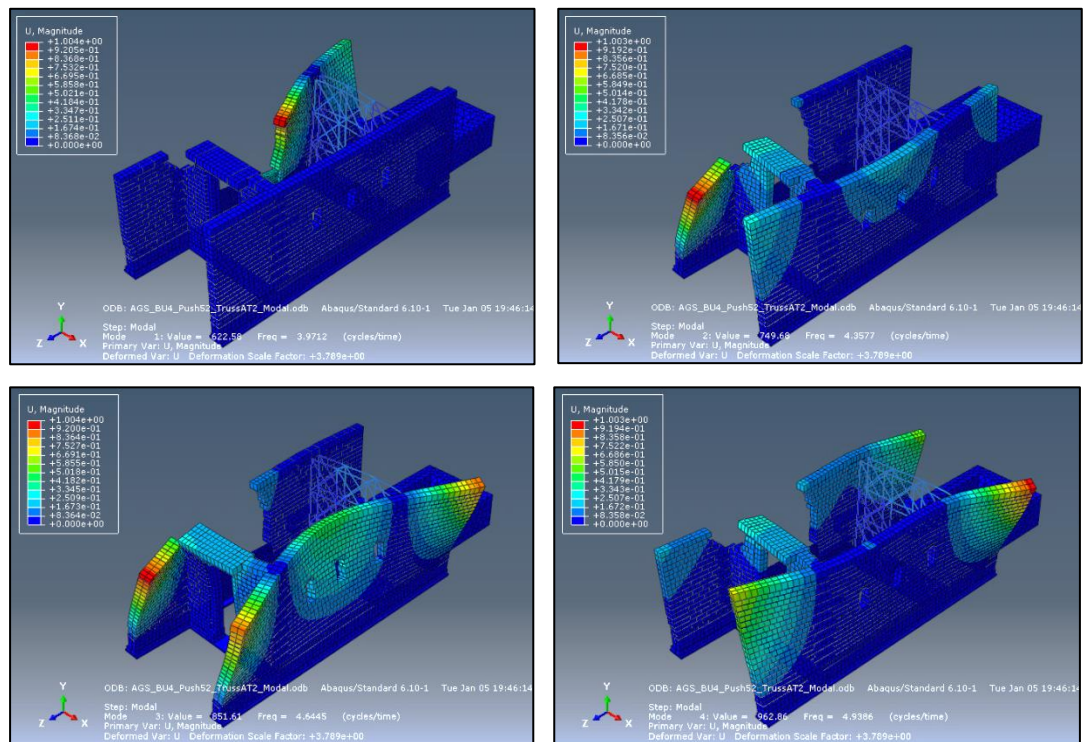 U, Magnitude
+1.004e+00
+9.205e-01
+8.368e-01
+7.532e-01
+6.695e-01
+5.858e-01
+5.021e-01
+4.184e-01
+3.347e-01
+2.511e-01
+1.674e-01
+8.368e-02
+0.000e+00
Y
Z X
ODB: AGS_BU4_Push52_TrussAT2_Modal.odb Abaqus/Standard 6.10-1 Tue Jan 05 19:46:14
Step: Modal
Mode 1: Value = 622.58 Freq = 3.9712 (cycles/time)
Primary Var: U, Magnitude
Deformed Var: U Deformation Scale Factor: +3.789e+00
U, Magnitude
+1.003e+00
+9.192e-01
+8.356e-01
+7.520e-01
+6.685e-01
+5.849e-01
+5.014e-01
+4.178e-01
+3.342e-01
+2.507e-01
+1.671e-01
+8.356e-02
+0.000e+00
Y
Z X
ODB: AGS_BU4_Push52_TrussAT2_Modal.odb Abaqus/Standard 6.10-1 Tue Jan 05 19:46:14
Step: Modal
Mode 2: Value = 749.68 Freq = 4.3577 (cycles/time)
Primary Var: U, Magnitude
Deformed Var: U Deformation Scale Factor: +3.789e+00
U, Magnitude
+1.004e+00
+9.200e-01
+8.364e-01
+7.527e-01
+6.691e-01
+5.855e-01
+5.018e-01
+4.182e-01
+3.345e-01
+2.509e-01
+1.673e-01
+8.364e-02
+0.000e+00
Y
Z X
ODB: AGS_BU4_Push52_TrussAT2_Modal.odb Abaqus/Standard 6.10-1 Tue Jan 05 19:46:14
Step: Modal
Mode 3: Value = 851.61 Freq = 4.6445 (cycles/time)
Primary Var: U, Magnitude
Deformed Var: U Deformation Scale Factor: +3.789e+00
U, Magnitude
+1.003e+00
+9.194e-01
+8.358e-01
+7.522e-01
+6.686e-01
+5.850e-01
+5.015e-01
+4.179e-01
+3.343e-01
+2.507e-01
+1.672e-01
+8.358e-02
+0.000e+00
Y
Z X
ODB: AGS_BU4_Push52_TrussAT2_Modal.odb Abaqus/Standard 6.10-1 Tue Jan 05 19:46:14
Step: Modal
Mode 4: Value = 962.86 Freq = 4.9386 (cycles/time)
Primary Var: U, Magnitude
Deformed Var: U Deformation Scale Factor: +3.789e+00